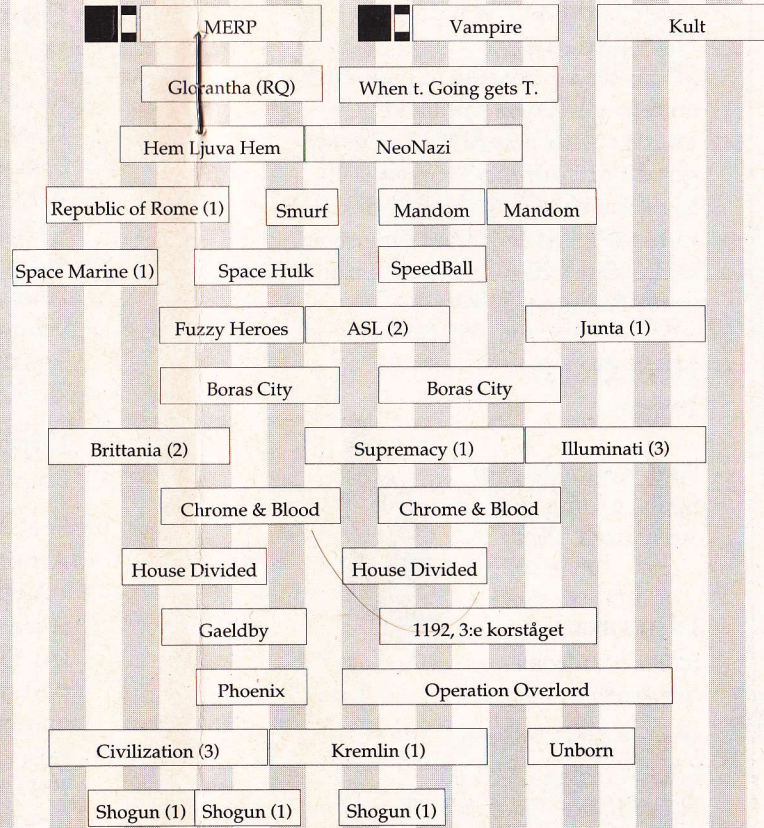 MERP Vampire Kult
Glorantha (RQ) When t. Going gets T.
Hem Ljuva Hem NeoNazi
Republic of Rome (1) Smurf Mandom Mandom
Space Marine (1) Space Hulk SpeedBall
Fuzzy Heroes ASL (2) Junta (1)
Boras City Boras City
Brittania (2) Supremacy (1) Illuminati (3)
Chrome & Blood Chrome & Blood
House Divided House Divided
Gaeldby 1192, 3:e korståget
Phoenix Operation Overlord
Civilization (3) Kremlin (1) Unborn
Shogun (1) Shogun (1) Shogun (1)